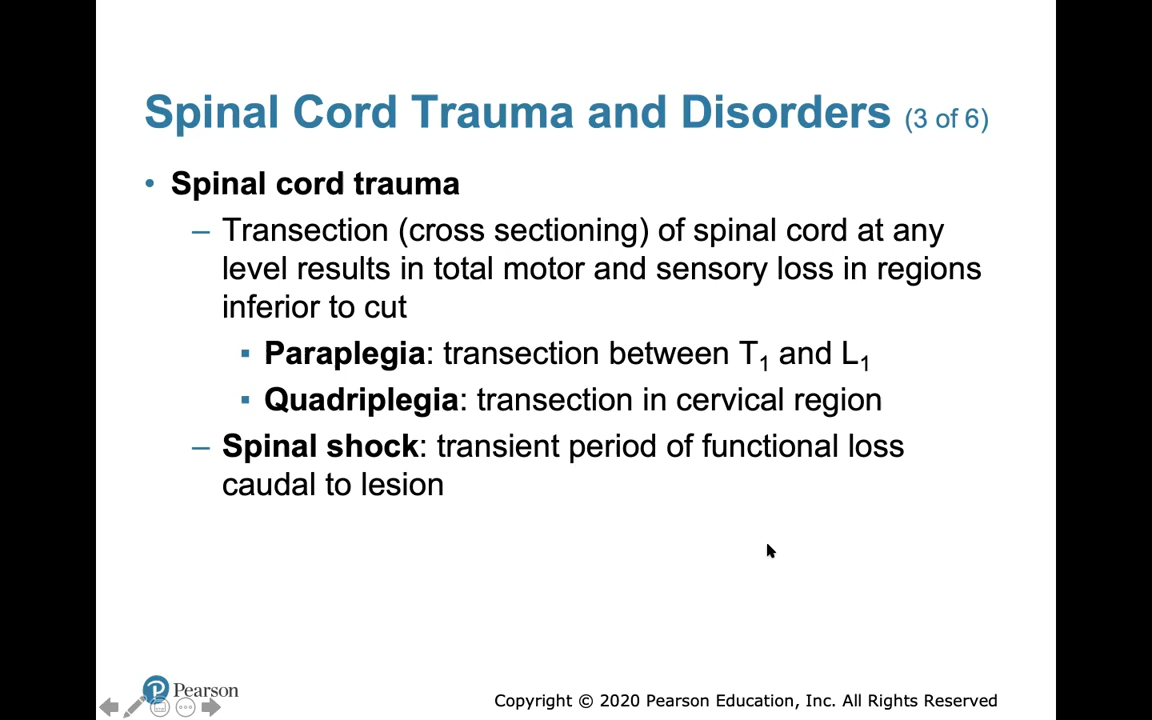 Spinal Cord Trauma and Disorders (3 of 6)
• Spinal cord trauma
– Transection (cross sectioning) of spinal cord at any
level results in total motor and sensory loss in regions
inferior to cut
▪ Paraplegia: transection between T₁ and L₁
▪ Quadriplegia: transection in cervical region
– Spinal shock: transient period of functional loss
caudal to lesion
P Pearson
Copyright © 2020 Pearson Education, Inc. All Rights Reserved